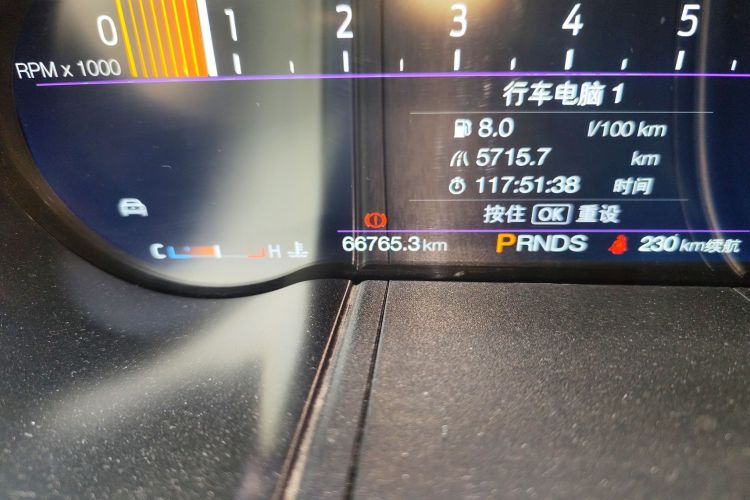 0 1 2 3 4 5
RPM x 1000
行车电脑 1
8.0 l/100 km
5715.7 km
117:51:38 时间
按住 OK 重设
C H 66765.3 km PRNDS 230 km续航